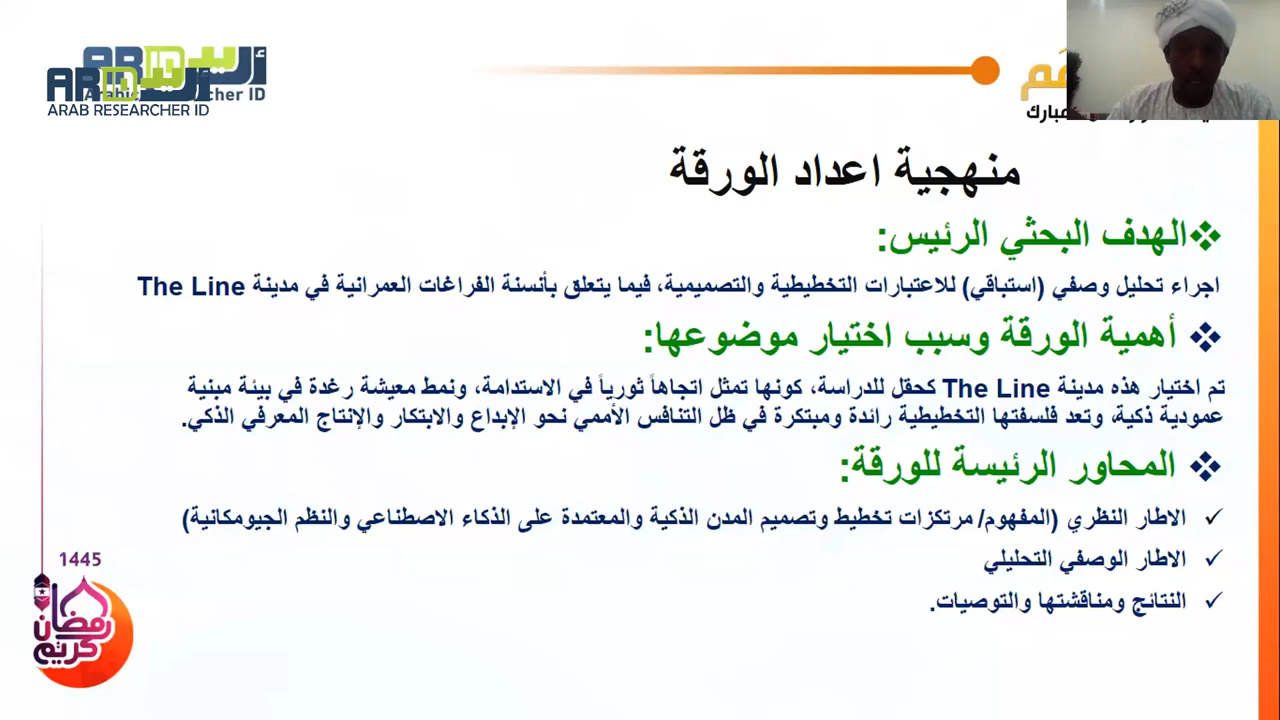 أريد
ARID
ARAB RESEARCHER ID
منهجية اعداد الورقة
❖الهدف البحثي الرئيس:
اجراء تحليل وصفي (استباقي) للاعتبارات التخطيطية والتصميمية، فيما يتعلق بأنسنة الفراغات العمرانية في مدينة The Line
❖ أهمية الورقة وسبب اختيار موضوعها:
تم اختيار هذه مدينة The Line كحقل للدراسة، كونها تمثل اتجاهاً ثورياً في الاستدامة، ونمط معيشة رغدة في بيئة مبنية
عمودية ذكية، وتعد فلسفتها التخطيطية رائدة ومبتكرة في ظل التنافس الأممي نحو الإبداع والابتكار والإنتاج المعرفي الذكي.
❖ المحاور الرئيسة للورقة:
✓ الاطار النظري (المفهوم/ مرتكزات تخطيط وتصميم المدن الذكية والمعتمدة على الذكاء الاصطناعي والنظم الجيومكانية)
✓ الاطار الوصفي التحليلي
✓ النتائج ومناقشتها والتوصيات.
1445
رمضان
كريم